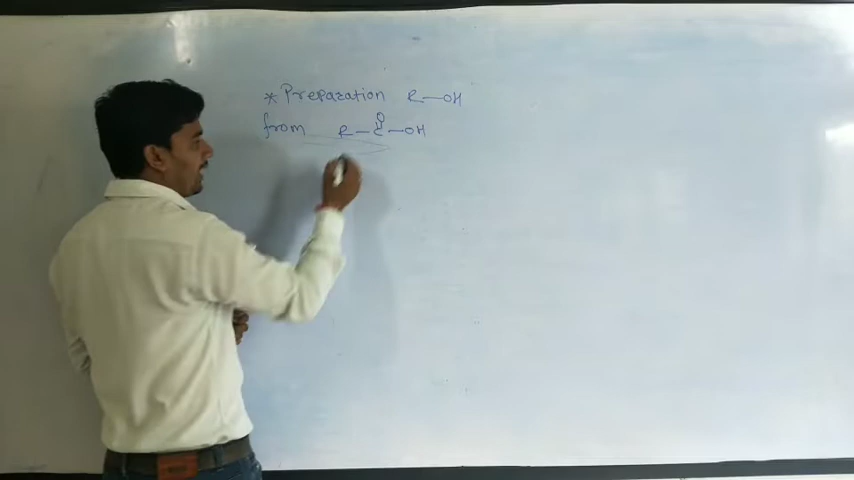 * Preparation R—OH
from R—C—OH
O